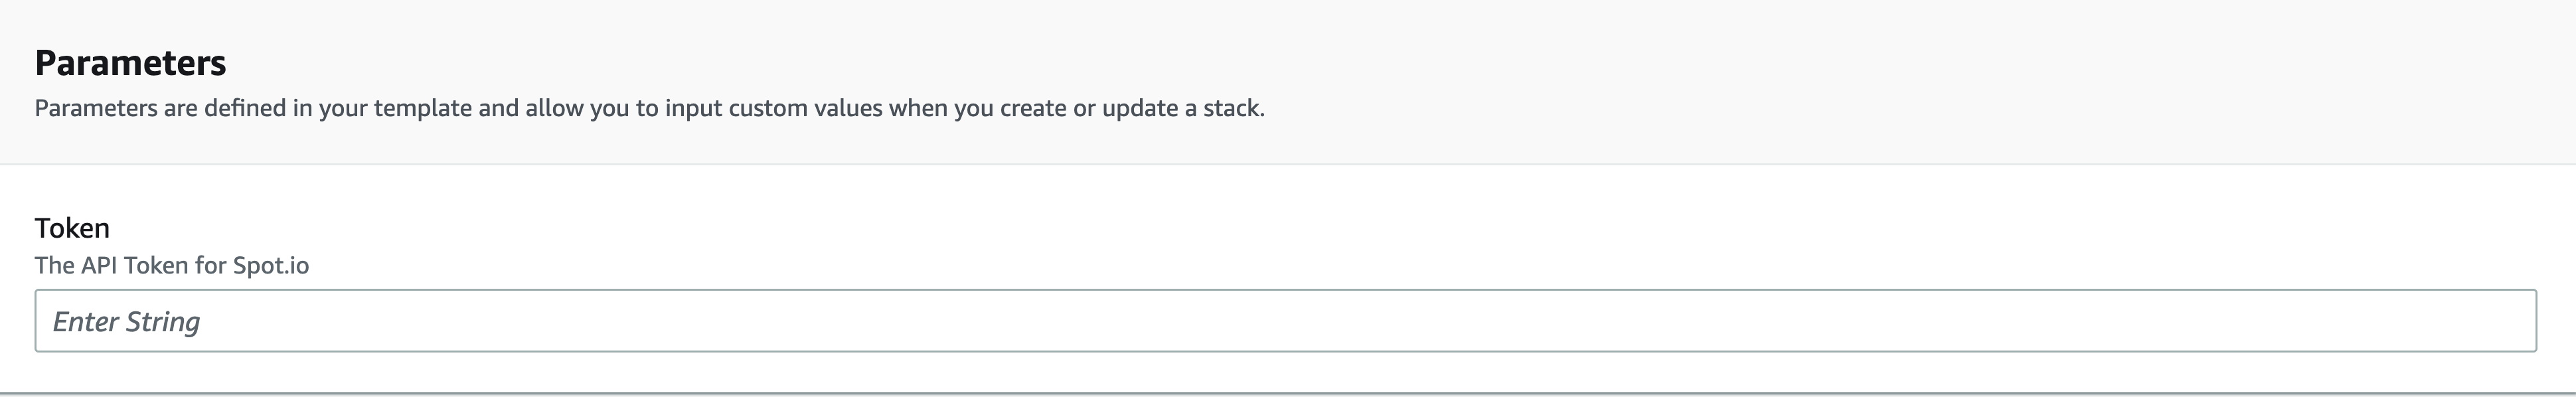 Parameters
Parameters are defined in your template and allow you to input custom values when you create or update a stack.
Token
The API Token for Spot.io
Enter String